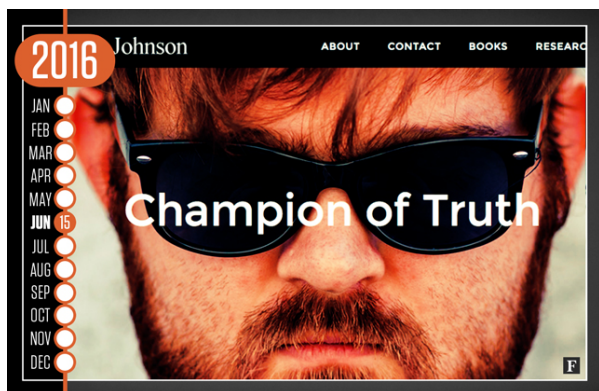 2016
Johnson
ABOUT CONTACT BOOKS RESEARC
JAN
FEB
MAR
APR
MAY
JUN 15
JUL
AUG
SEP
OCT
NOV
DEC
Champion of Truth
F